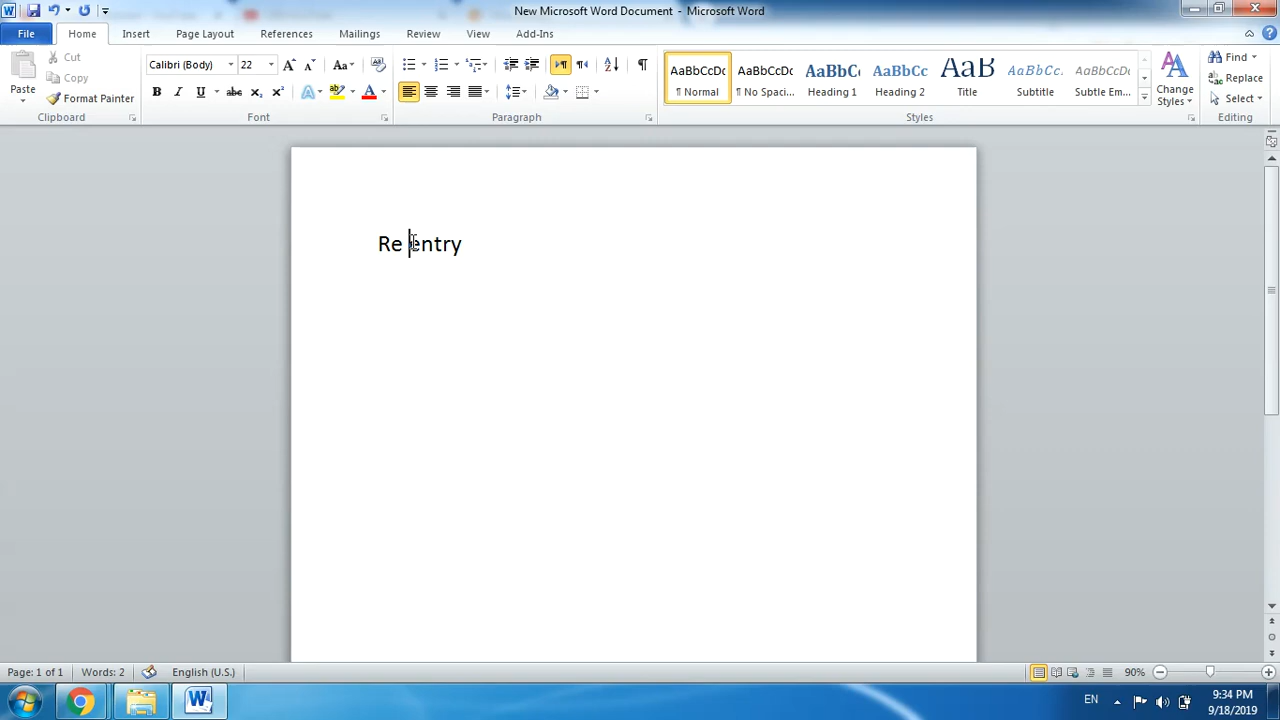 New Microsoft Word Document - Microsoft Word
File Home Insert Page Layout References Mailings Review View Add-Ins
Paste
Cut
Copy
Format Painter
Clipboard
Calibri (Body) 22
Font
Paragraph
AaBbCcDc AaBbCcDc AaBbC AaBbCc AaB AaBbCc. AaBbCcDc
¶ Normal ¶ No Spaci... Heading 1 Heading 2 Title Subtitle Subtle Em...
Change
Styles
Styles
Find
Replace
Select
Editing
Re entry
Page: 1 of 1 Words: 2 English (U.S.) 90%
EN 9:34 PM
9/18/2019